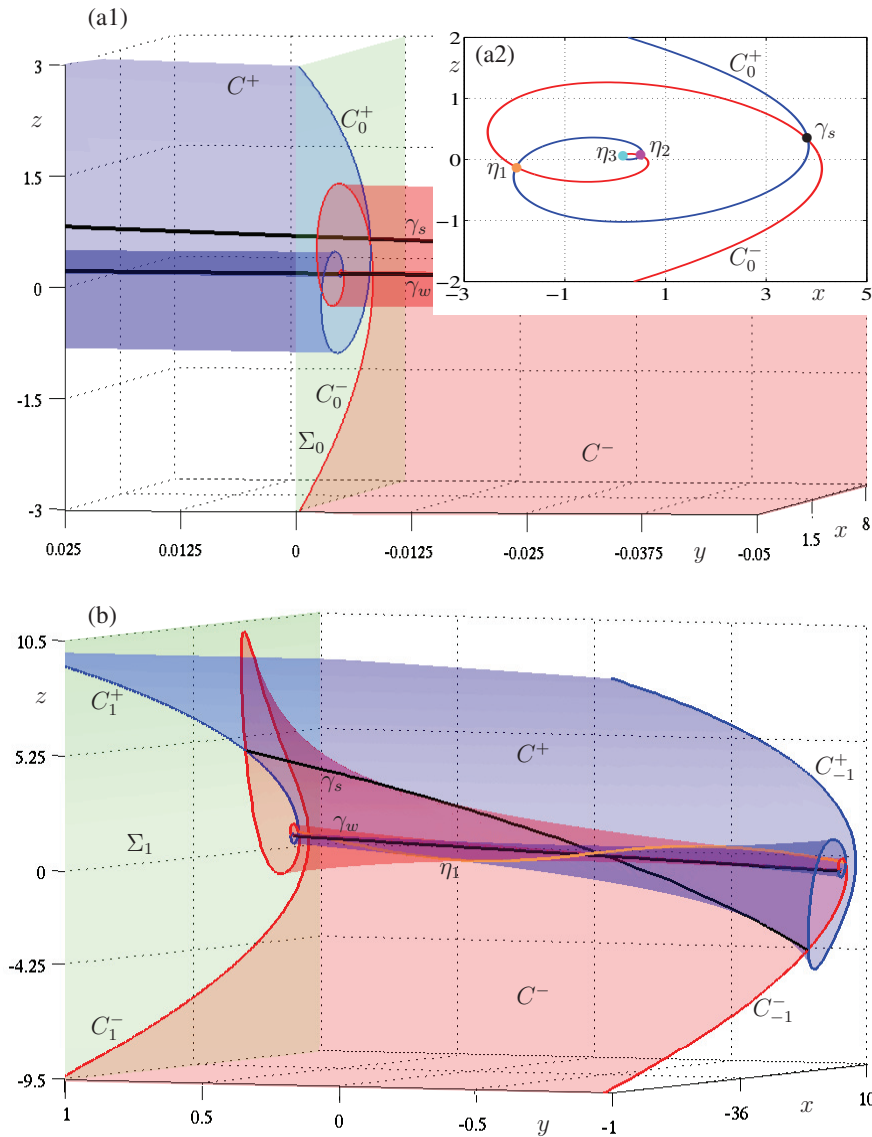 (a1)
(a2)
3
1.5
0
-1.5
-3
z
C⁺
C₀⁺
γₛ
γ_w
C₀⁻
Σ₀
C⁻
0.025
0.0125
0
-0.0125
-0.025
-0.0375
y
-0.05
1.5
x
8
2
z
1
0
−1
−2
C₀⁺
γₛ
η₁
η₃
η₂
C₀⁻
−3
−1
1
3
x
5
(b)
10.5
z
5.25
0
-4.25
-9.5
C₁⁺
C⁺
C₋₁⁺
γₛ
γ_w
Σ₁
η₁
C₁⁻
C⁻
C₋₁⁻
1
0.5
0
-0.5
y
-1
-36
x
10